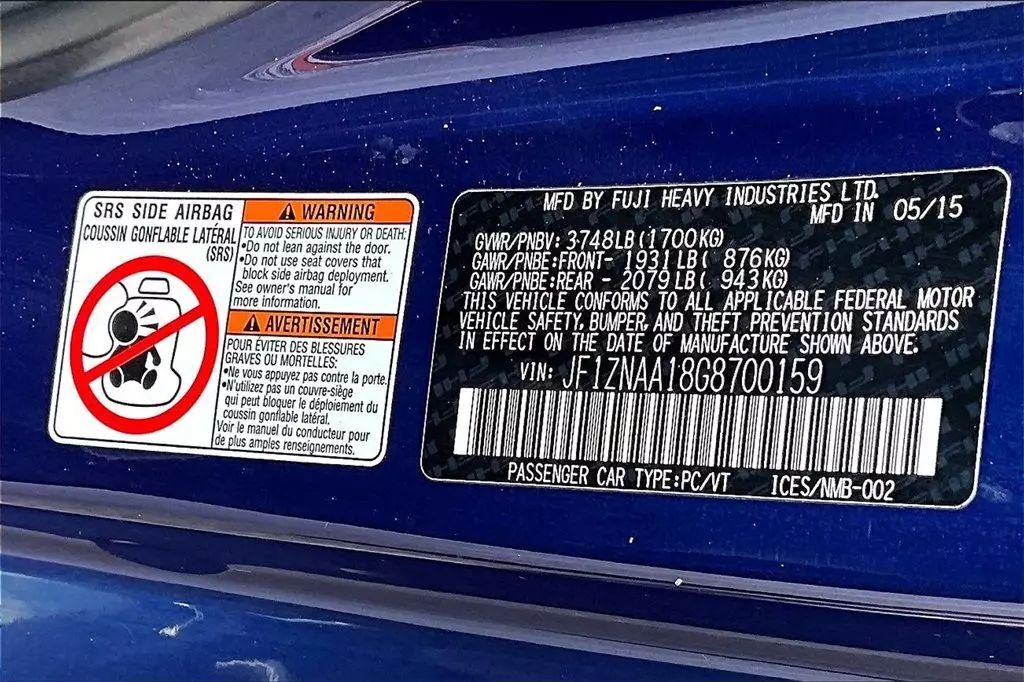 SRS SIDE AIRBAG
COUSSIN GONFLABLE LATÉRAL
(SRS)
WARNING
TO AVOID SERIOUS INJURY OR DEATH:
•Do not lean against the door.
•Do not use seat covers that
block side airbag deployment.
See owner's manual for
more information.
AVERTISSEMENT
POUR ÉVITER DES BLESSURES
GRAVES OU MORTELLES:
•Ne vous appuyez pas contre la porte.
•N'utilizez pas un couvre-siège
qui peut bloquer le déploiement du
coussin gonflable latéral.
Voir le manuel du conducteur pour
de plus amples renseignements.
MFD BY FUJI HEAVY INDUSTRIES LTD.
MFD IN 05/15
GVWR/PNBV: 3748LB(1700KG)
GAWR/PNBE:FRONT- 1931LB( 876KG)
GAWR/PNBE:REAR - 2079LB( 943KG)
THIS VEHICLE CONFORMS TO ALL APPLICABLE FEDERAL MOTOR
VEHICLE SAFETY, BUMPER, AND THEFT PREVENTION STANDARDS
IN EFFECT ON THE DATE OF MANUFACTURE SHOWN ABOVE.
VIN: JF1ZNAA18G8700159
PASSENGER CAR TYPE:PC/VT ICES/NMB-002